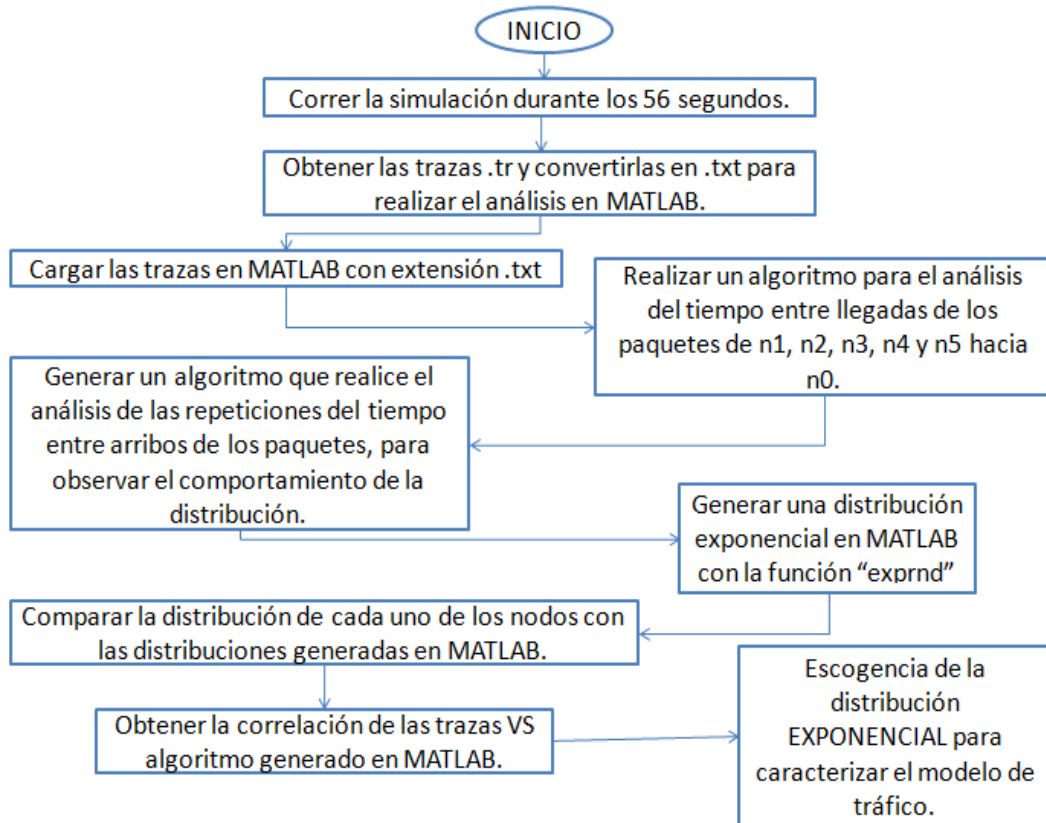 INICIO
Correr la simulación durante los 56 segundos.
Obtener las trazas .tr y convertirlas en .txt para
realizar el análisis en MATLAB.
Cargar las trazas en MATLAB con extensión .txt
Realizar un algoritmo para el análisis
del tiempo entre llegadas de los
paquetes de n1, n2, n3, n4 y n5 hacia
n0.
Generar un algoritmo que realice el
análisis de las repeticiones del tiempo
entre arribos de los paquetes, para
observar el comportamiento de la
distribución.
Generar una distribución
exponencial en MATLAB
con la función “exprnd”
Comparar la distribución de cada uno de los nodos con
las distribuciones generadas en MATLAB.
Obtener la correlación de las trazas VS
algoritmo generado en MATLAB.
Escogencia de la
distribución
EXPONENCIAL para
caracterizar el modelo de
tráfico.